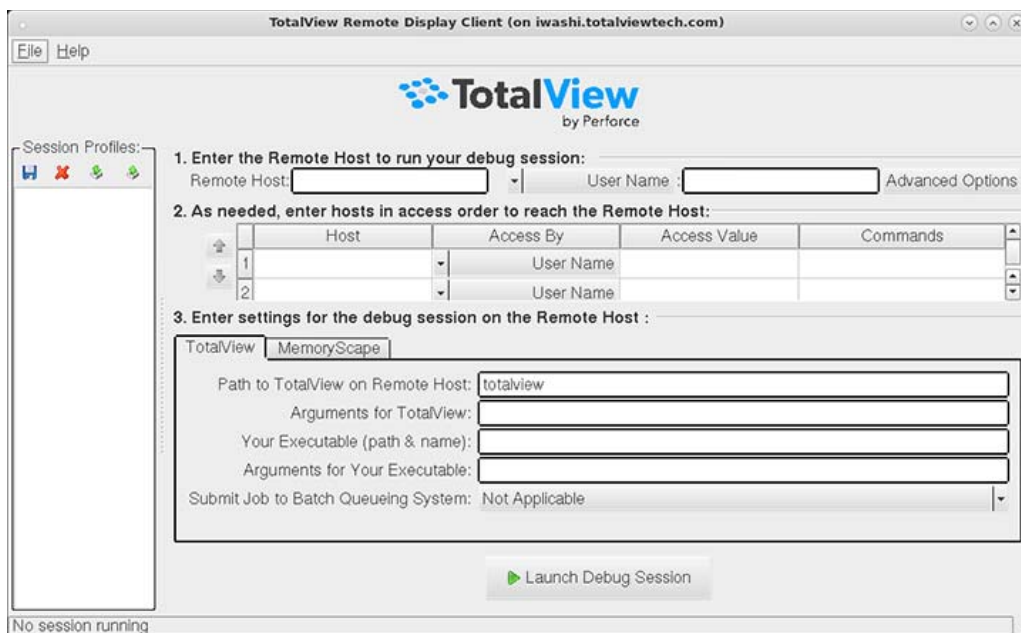 TotalView Remote Display Client (on iwashi.totalviewtech.com)
File Help
TotalView
by Perforce
Session Profiles:
1. Enter the Remote Host to run your debug session:
Remote Host: User Name : Advanced Options
2. As needed, enter hosts in access order to reach the Remote Host:
Host Access By Access Value Commands
1 User Name
2 User Name
3. Enter settings for the debug session on the Remote Host :
TotalView MemoryScape
Path to TotalView on Remote Host: totalview
Arguments for TotalView:
Your Executable (path & name):
Arguments for Your Executable:
Submit Job to Batch Queueing System: Not Applicable
Launch Debug Session
No session running